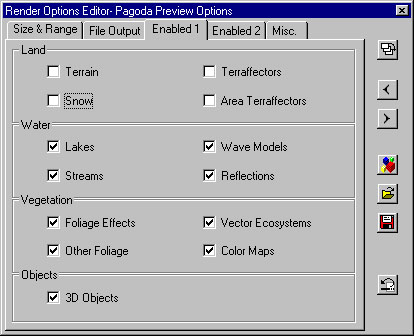 Render Options Editor- Pagoda Preview Options
Size & Range File Output Enabled 1 Enabled 2 Misc.
Land
Terrain Terraffectors
Snow Area Terraffectors
Water
Lakes Wave Models
Streams Reflections
Vegetation
Foliage Effects Vector Ecosystems
Other Foliage Color Maps
Objects
3D Objects